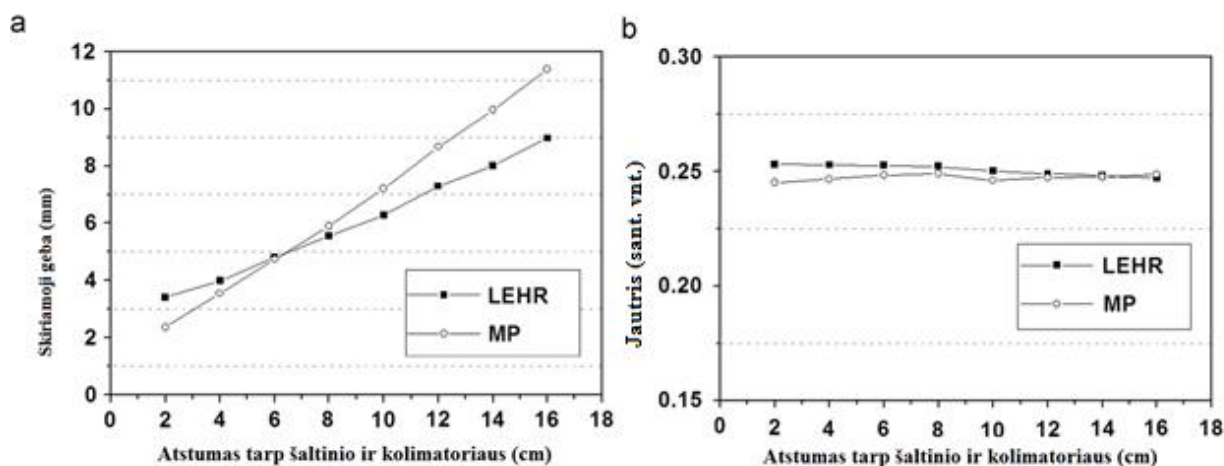 a
12
10
8
6
4
2
0
Skiriamoji geba (mm)
LEHR
MP
0 2 4 6 8 10 12 14 16 18
Atstumas tarp šaltinio ir kolimatoriaus (cm)
b
0.30
0.25
0.20
0.15
Jautris (sant. vnt.)
LEHR
MP
0 2 4 6 8 10 12 14 16 18
Atstumas tarp šaltinio ir kolimatoriaus (cm)